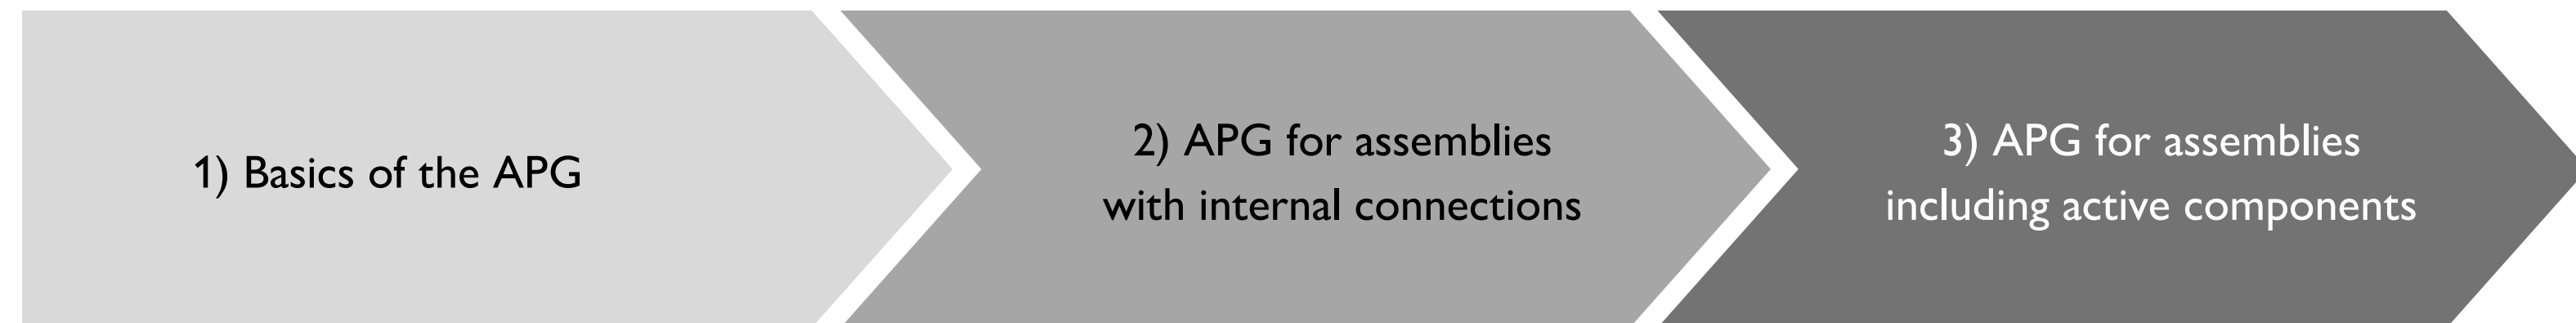 1) Basics of the APG
2) APG for assemblies
with internal connections
3) APG for assemblies
including active components